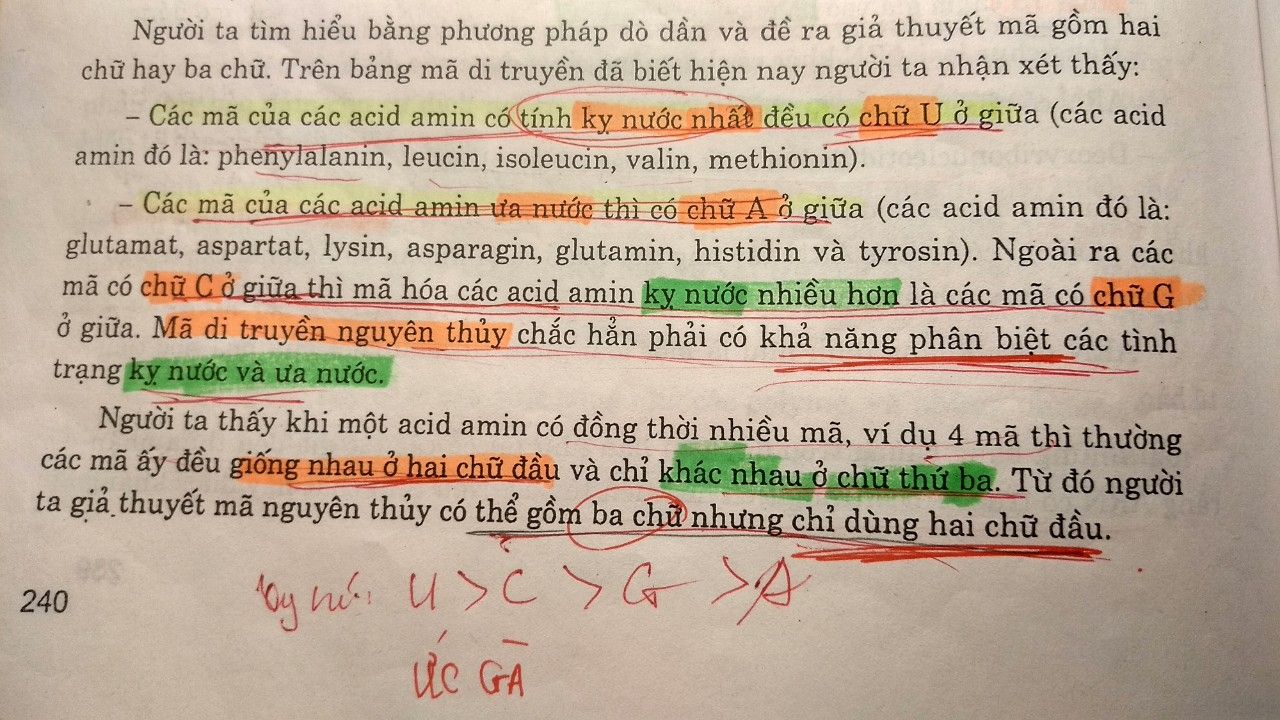 Người ta tìm hiểu bằng phương pháp dò dần và đề ra giả thuyết mã gồm hai
chữ hay ba chữ. Trên bảng mã di truyền đã biết hiện nay người ta nhận xét thấy:
– Các mã của các acid amin có tính kỵ nước nhất đều có chữ U ở giữa (các acid
amin đó là: phenylalanin, leucin, isoleucin, valin, methionin).
– Các mã của các acid amin ưa nước thì có chữ A ở giữa (các acid amin đó là:
glutamat, aspartat, lysin, asparagin, glutamin, histidin và tyrosin). Ngoài ra các
mã có chữ C ở giữa thì mã hóa các acid amin kỵ nước nhiều hơn là các mã có chữ G
ở giữa. Mã di truyền nguyên thủy chắc hẳn phải có khả năng phân biệt các tình
trạng kỵ nước và ưa nước.
Người ta thấy khi một acid amin có đồng thời nhiều mã, ví dụ 4 mã thì thường
các mã ấy đều giống nhau ở hai chữ đầu và chỉ khác nhau ở chữ thứ ba. Từ đó người
ta giả thuyết mã nguyên thủy có thể gồm ba chữ nhưng chỉ dùng hai chữ đầu.
U > C > G > A
240
ỨC GÀ